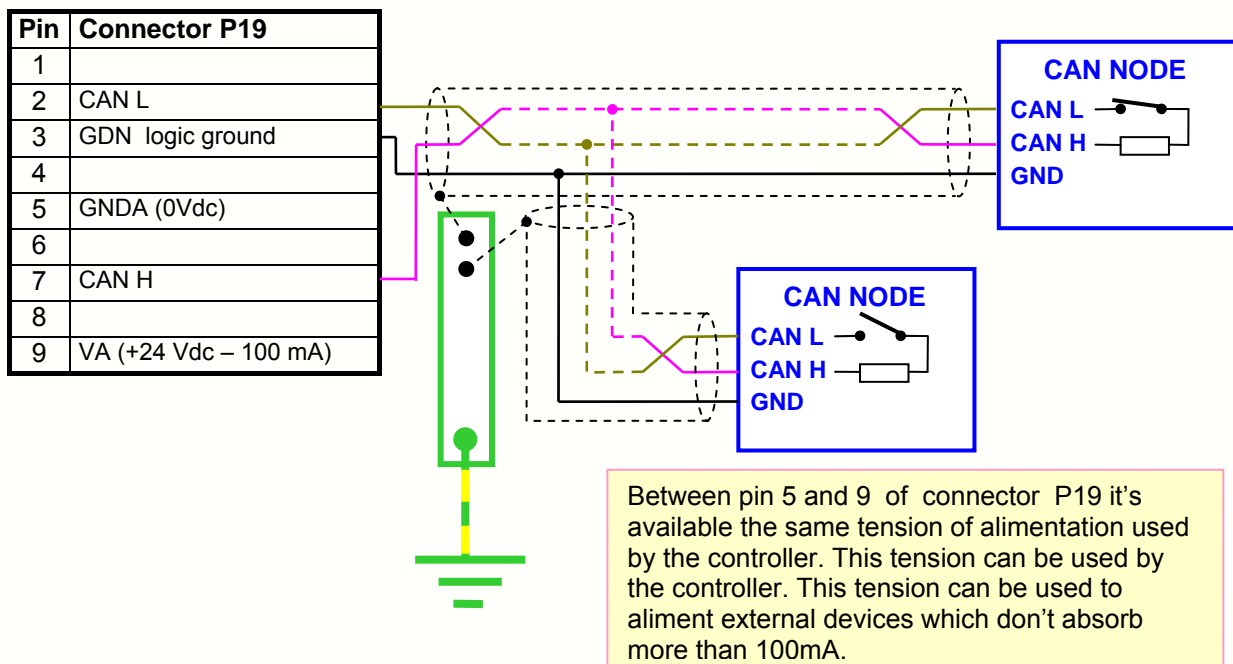 Pin Connector P19
1
2 CAN L
3 GDN logic ground
4
5 GNDA (0Vdc)
6
7 CAN H
8
9 VA (+24 Vdc – 100 mA)
CAN NODE
CAN L
CAN H
GND
CAN NODE
CAN L
CAN H
GND
Between pin 5 and 9 of connector P19 it's
available the same tension of alimentation used
by the controller. This tension can be used by
the controller. This tension can be used to
aliment external devices which don't absorb
more than 100mA.